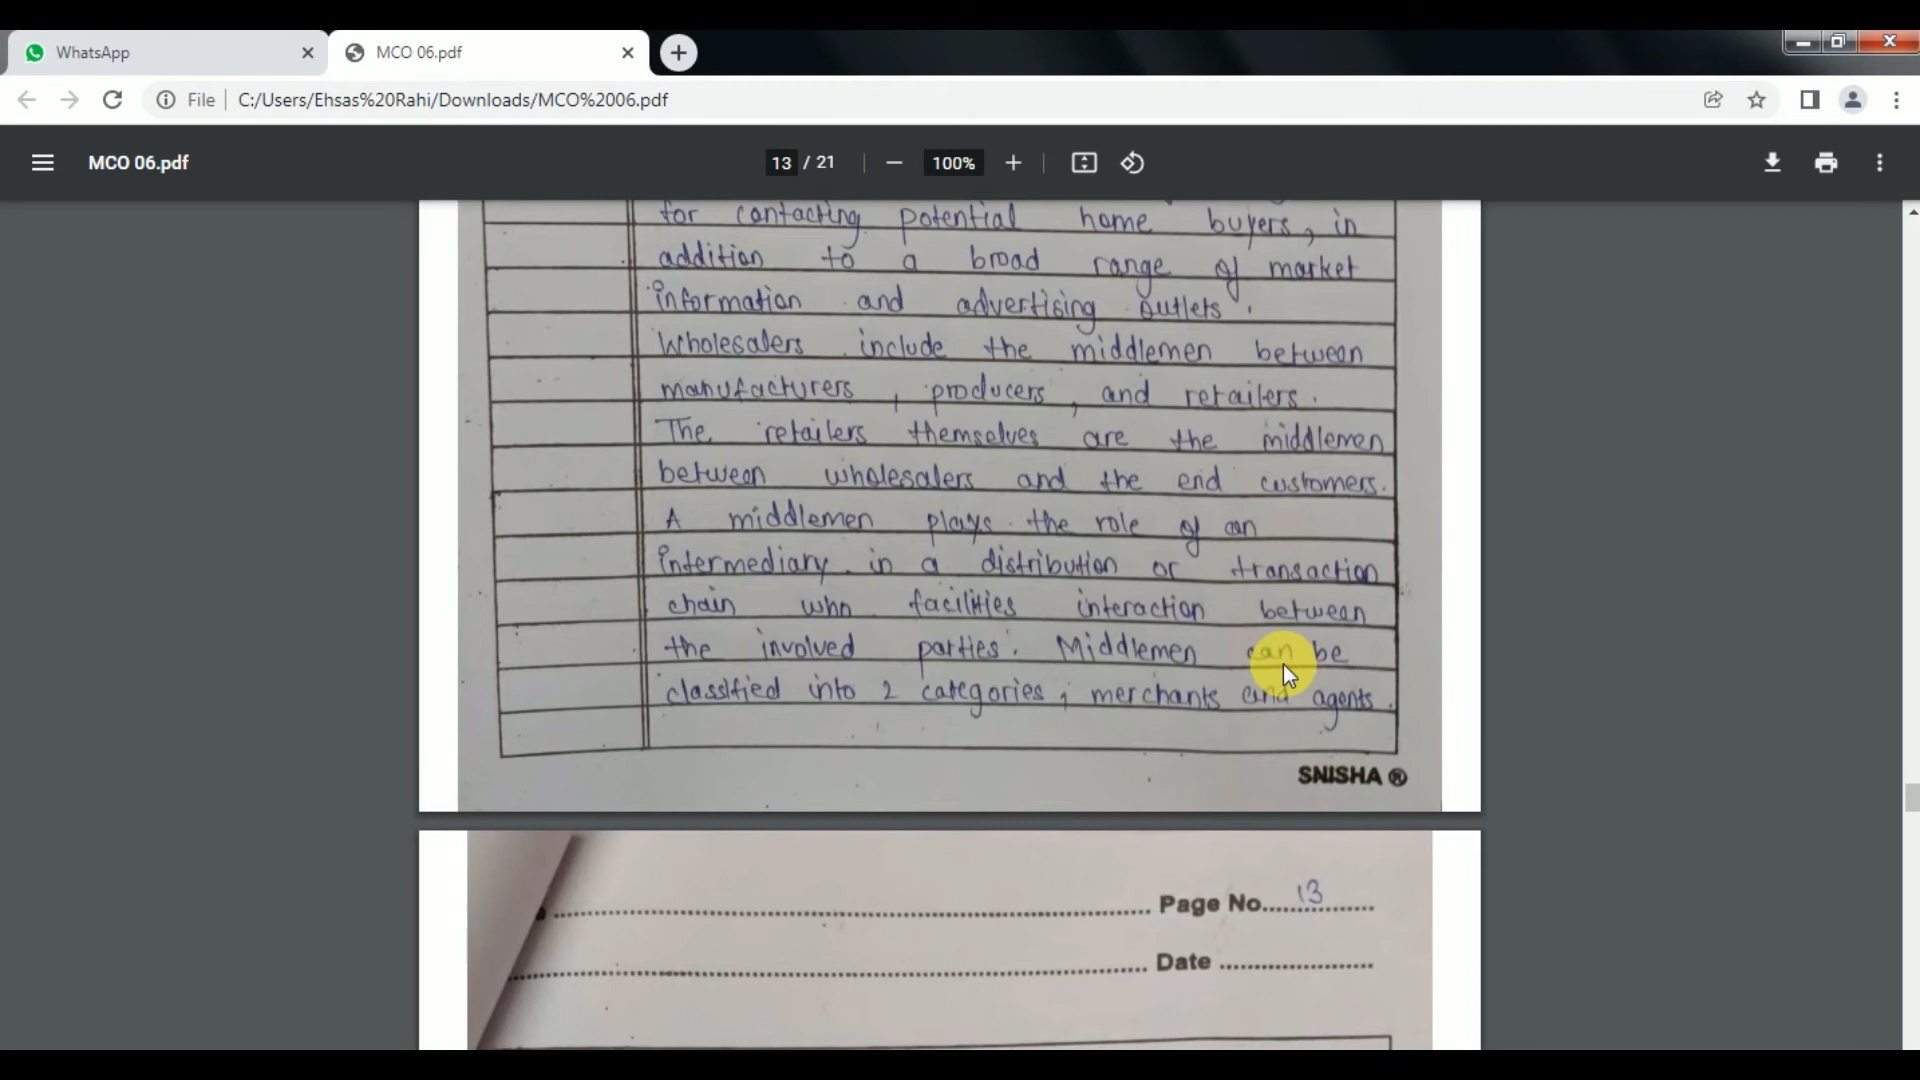 WhatsApp
MCO 06.pdf
File
C:/Users/Ehsas%20Rahi/Downloads/MCO%2006.pdf
MCO 06.pdf
13 / 21
100%
for contacting potential home buyers, in
addition to a broad range of market
information and advertising outlets.
Wholesalers include the middlemen between
manufacturers, producers, and retailers.
The retailers themselves are the middlemen
between wholesalers and the end customers.
A middlemen plays the role of an
intermediary in a distribution or transaction
chain who facilities interaction between
the involved parties. Middlemen can be
classified into 2 categories, merchants and agents.
SNISHA ®
Page No. 13
Date